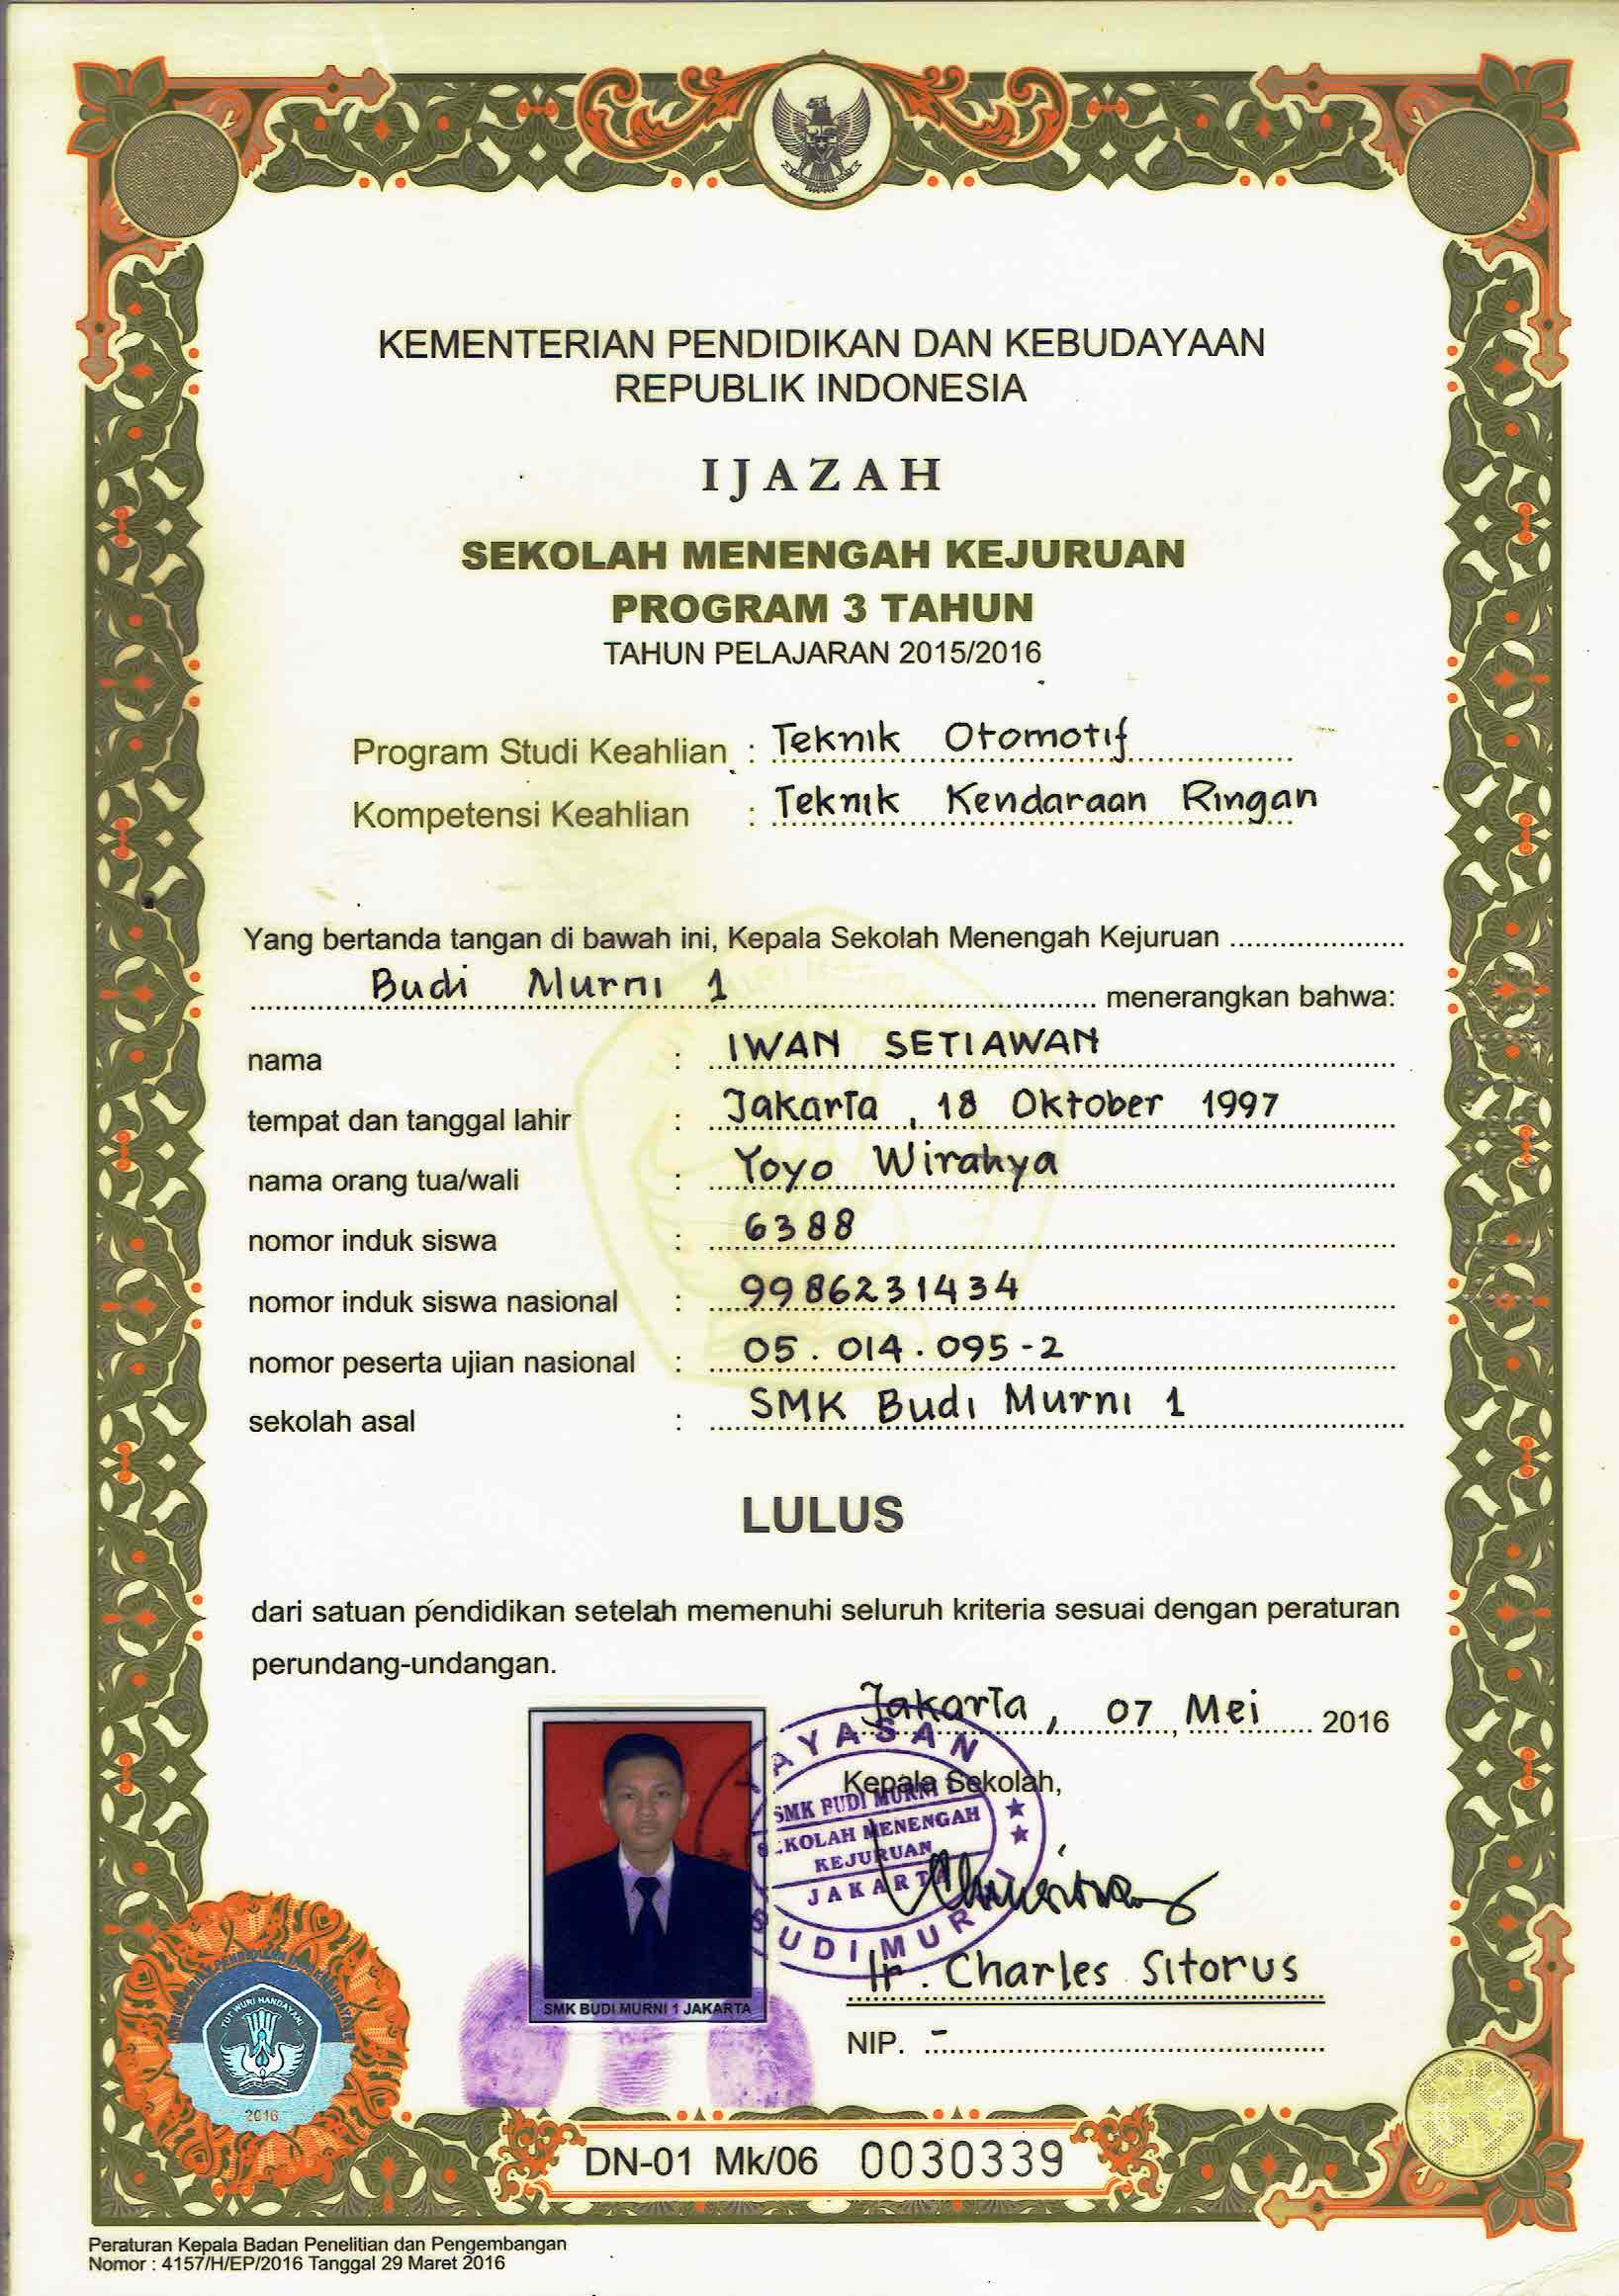 KEMENTERIAN PENDIDIKAN DAN KEBUDAYAAN
REPUBLIK INDONESIA
IJAZAH
SEKOLAH MENENGAH KEJURUAN
PROGRAM 3 TAHUN
TAHUN PELAJARAN 2015/2016
Program Studi Keahlian : Teknik Otomotif
Kompetensi Keahlian : Teknik Kendaraan Ringan
Yang bertanda tangan di bawah ini, Kepala Sekolah Menengah Kejuruan
Budi Murni 1 menerangkan bahwa:
nama : IWAN SETIAWAN
tempat dan tanggal lahir : Jakarta, 18 Oktober 1997
nama orang tua/wali : Yoyo Wirahya
nomor induk siswa : 6388
nomor induk siswa nasional : 9986231434
nomor peserta ujian nasional : 05.014.095-2
sekolah asal : SMK Budi Murni 1
LULUS
dari satuan pendidikan setelah memenuhi seluruh kriteria sesuai dengan peraturan
perundang-undangan.
Jakarta, 07 Mei 2016
Kepala Sekolah,
YAYASAN
SMK BUDI MURNI
SEKOLAH MENENGAH
KEJURUAN
JAKARTA
BUDI MURNI
Ir. Charles Sitorus
NIP. -
SMK BUDI MURNI 1 JAKARTA
TUT WURI HANDAYANI
2016
DN-01 Mk/06 0030339
Peraturan Kepala Badan Penelitian dan Pengembangan
Nomor : 4157/H/EP/2016 Tanggal 29 Maret 2016